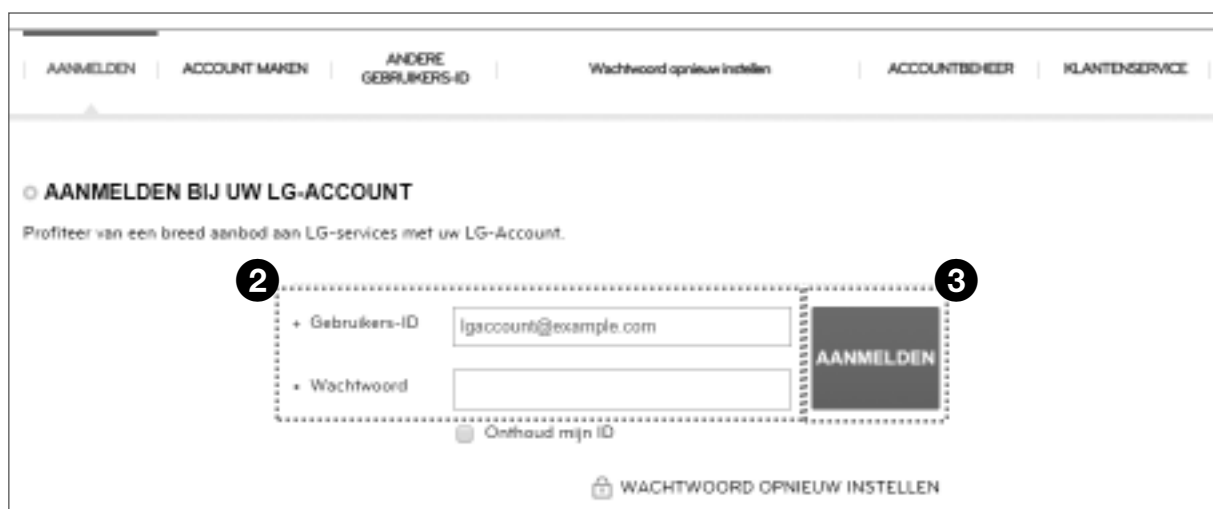 AANMELDEN
ACCOUNT MAKEN
ANDERE
GEBRUIKERS-ID
Wachtwoord opnieuw instellen
ACCOUNTBEHEER
KLANTENSERVICE
AANMELDEN BIJ UW LG-ACCOUNT
Profiteer van een breed aanbod aan LG-services met uw LG-Account.
2
3
+ Gebruikers-ID
lgaccount@example.com
AANMELDEN
• Wachtwoord
Onthoud mijn ID
WACHTWOORD OPNIEUW INSTELLEN